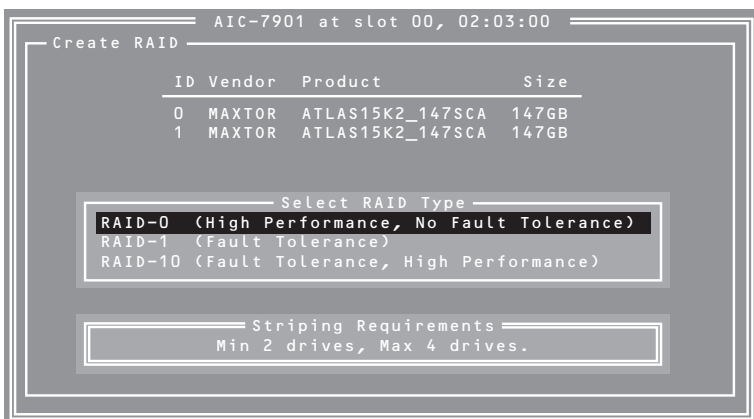 AIC-7901 at slot 00, 02:03:00
Create RAID
ID Vendor Product Size
0 MAXTOR ATLAS15K2_147SCA 147GB
1 MAXTOR ATLAS15K2_147SCA 147GB
Select RAID Type
RAID-0 (High Performance, No Fault Tolerance)
RAID-1 (Fault Tolerance)
RAID-10 (Fault Tolerance, High Performance)
Striping Requirements
Min 2 drives, Max 4 drives.